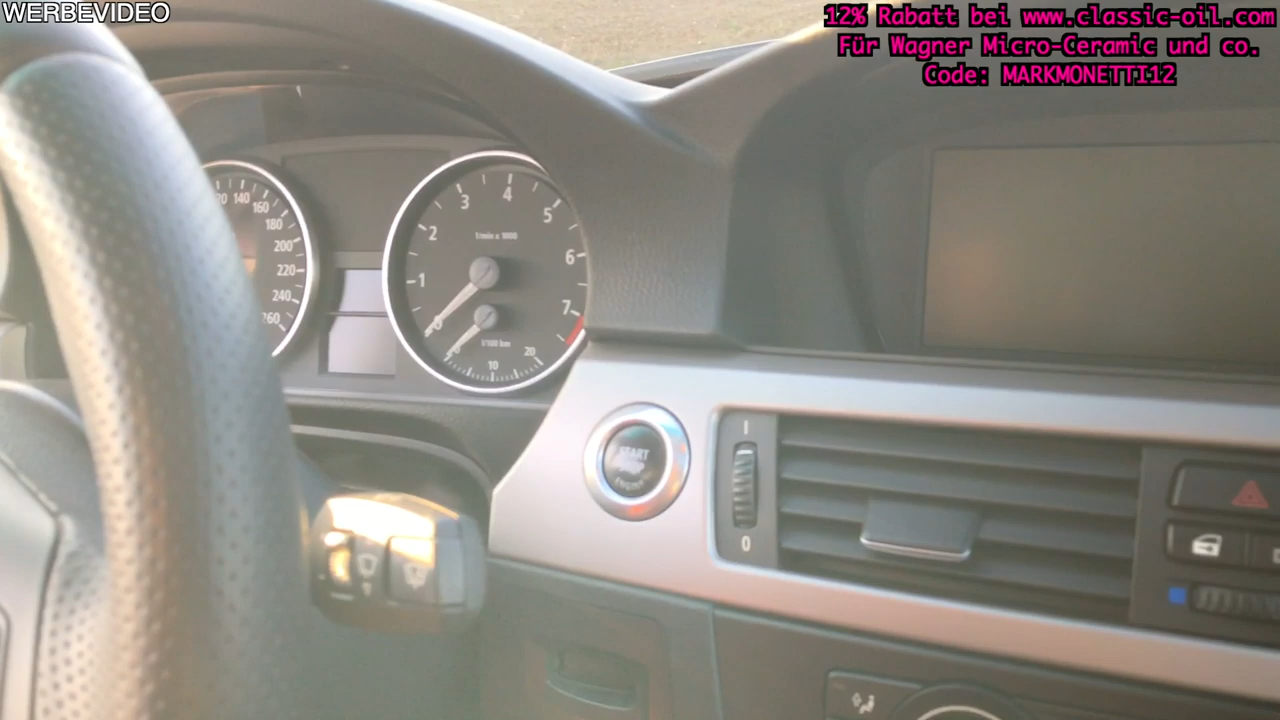 WERBEVIDEO
12% Rabatt bei www.classic-oil.com
Für Wagner Micro-Ceramic und co.
Code: MARKMONETTI12
140
160
180
200
220
240
1
2
3
4
5
6
7
1/min x 1000
l/100 km
10
20
START
ENGINE
I
0